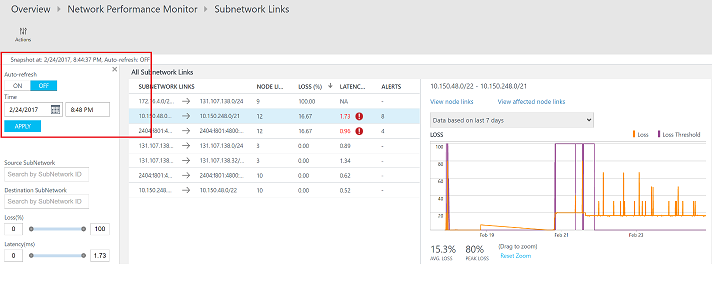 Overview > Network Performance Monitor > Subnetwork Links
Actions
Snapshot at: 2/24/2017, 8:44:37 PM, Auto-refresh: OFF
Auto-refresh
ON OFF
Time
2/24/2017 8:48 PM
APPLY
Source SubNetwork
Search by SubNetwork ID
Destination SubNetwork
Search by SubNetwork ID
Loss(%)
0 100
Latency(ms)
0 1.73
All Subnetwork Links
SUBNETWORK LINKS NODE LI... LOSS (%) LATENC... ALERTS
172.16.4.0/2... → 131.107.138.0/24 9 100.00 NA -
10.150.48.0... → 10.150.248.0/21 12 16.67 1.73 8
2404:f801:4... → 2404:f801:4800... 12 16.67 0.96 4
131.107.138... → 131.107.138.0/24 3 0.00 0.89 -
131.107.138... → 131.107.138.32/... 3 0.00 1.34 -
2404:f801:4... → 2404:f801:4800... 10 0.00 0.62 -
10.150.248... → 10.150.48.0/22 10 0.00 0.52 -
10.150.48.0/22 - 10.150.248.0/21
View node links View affected node links
Data based on last 7 days
LOSS
Loss Loss Threshold
100
80
60
40
20
Feb 19 Feb 21 Feb 23
15.3% 80% (Drag to zoom)
AVG. LOSS PEAK LOSS Reset Zoom